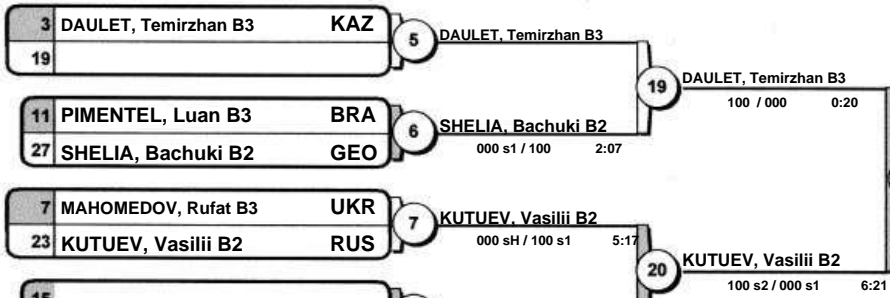 3 DAULET, Temirzhan B3 KAZ
19
5
DAULET, Temirzhan B3
19
DAULET, Temirzhan B3
100 / 000 0:20
11 PIMENTEL, Luan B3 BRA
27 SHELIA, Bachuki B2 GEO
6
SHELIA, Bachuki B2
000 s1 / 100 2:07
7 MAHOMEDOV, Rufat B3 UKR
23 KUTUEV, Vasilii B2 RUS
7
KUTUEV, Vasilii B2
000 sH / 100 s1 5:17
20
KUTUEV, Vasilii B2
100 s2 / 000 s1 6:21
15